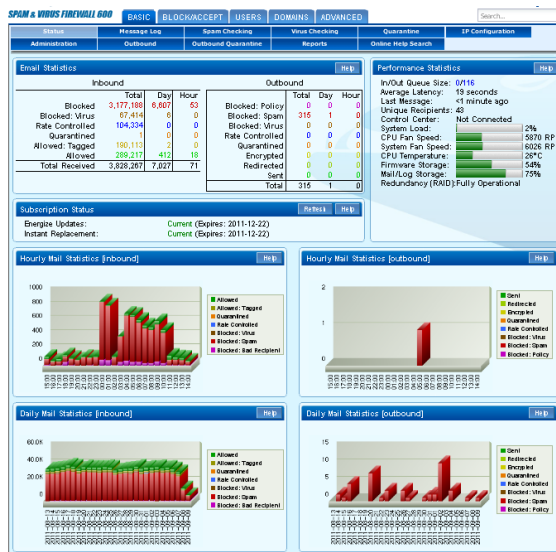 SPAM & VIRUS FIREWALL 600 BASIC BLOCK/ACCEPT USERS DOMAINS ADVANCED Search...
Status Message Log Spam Checking Virus Checking Quarantine IP Configuration
Administration Outbound Outbound Quarantine Reports Online Help Search
Email Statistics Help
Inbound
Total Day Hour
Blocked 3,177,188 6,607 53
Blocked: Virus 67,414 6 0
Rate Controlled 104,334 0 0
Quarantined 1 0 0
Allowed: Tagged 190,113 2 0
Allowed 289,217 412 18
Total Received 3,828,267 7,027 71
Outbound
Total Day Hour
Blocked: Policy 0 0 0
Blocked: Spam 315 1 0
Blocked: Virus 0 0 0
Rate Controlled 0 0 0
Quarantined 0 0 0
Encrypted 0 0 0
Redirected 0 0 0
Sent 0 0 0
Total 315 1 0
Performance Statistics Help
In/Out Queue Size: 0/116
Average Latency: 19 seconds
Last Message: <1 minute ago
Unique Recipients: 43
Control Center: Not Connected
System Load: 2%
CPU Fan Speed: 5870 RP
System Fan Speed: 6026 RP
CPU Temperature: 26°C
Firmware Storage: 54%
Mail/Log Storage: 75%
Redundancy (RAID): Fully Operational
Subscription Status Refresh Help
Energize Updates: Current (Expires: 2011-12-22)
Instant Replacement: Current (Expires: 2011-12-22)
Hourly Mail Statistics [inbound] Help
1000
800
600
400
200
0
Allowed
Allowed: Tagged
Quarantined
Rate Controlled
Blocked: Virus
Blocked: Spam
Blocked: Bad Recipient
Hourly Mail Statistics [outbound] Help
2
1
0
Sent
Redirected
Encrypted
Quarantined
Rate Controlled
Blocked: Virus
Blocked: Spam
Blocked: Policy
Daily Mail Statistics [inbound] Help
60.0K
40.0K
20.0K
0
Allowed
Allowed: Tagged
Quarantined
Rate Controlled
Blocked: Virus
Blocked: Spam
Blocked: Bad Recipient
Daily Mail Statistics [outbound] Help
15
10
5
0
Sent
Redirected
Encrypted
Quarantined
Rate Controlled
Blocked: Virus
Blocked: Spam
Blocked: Policy